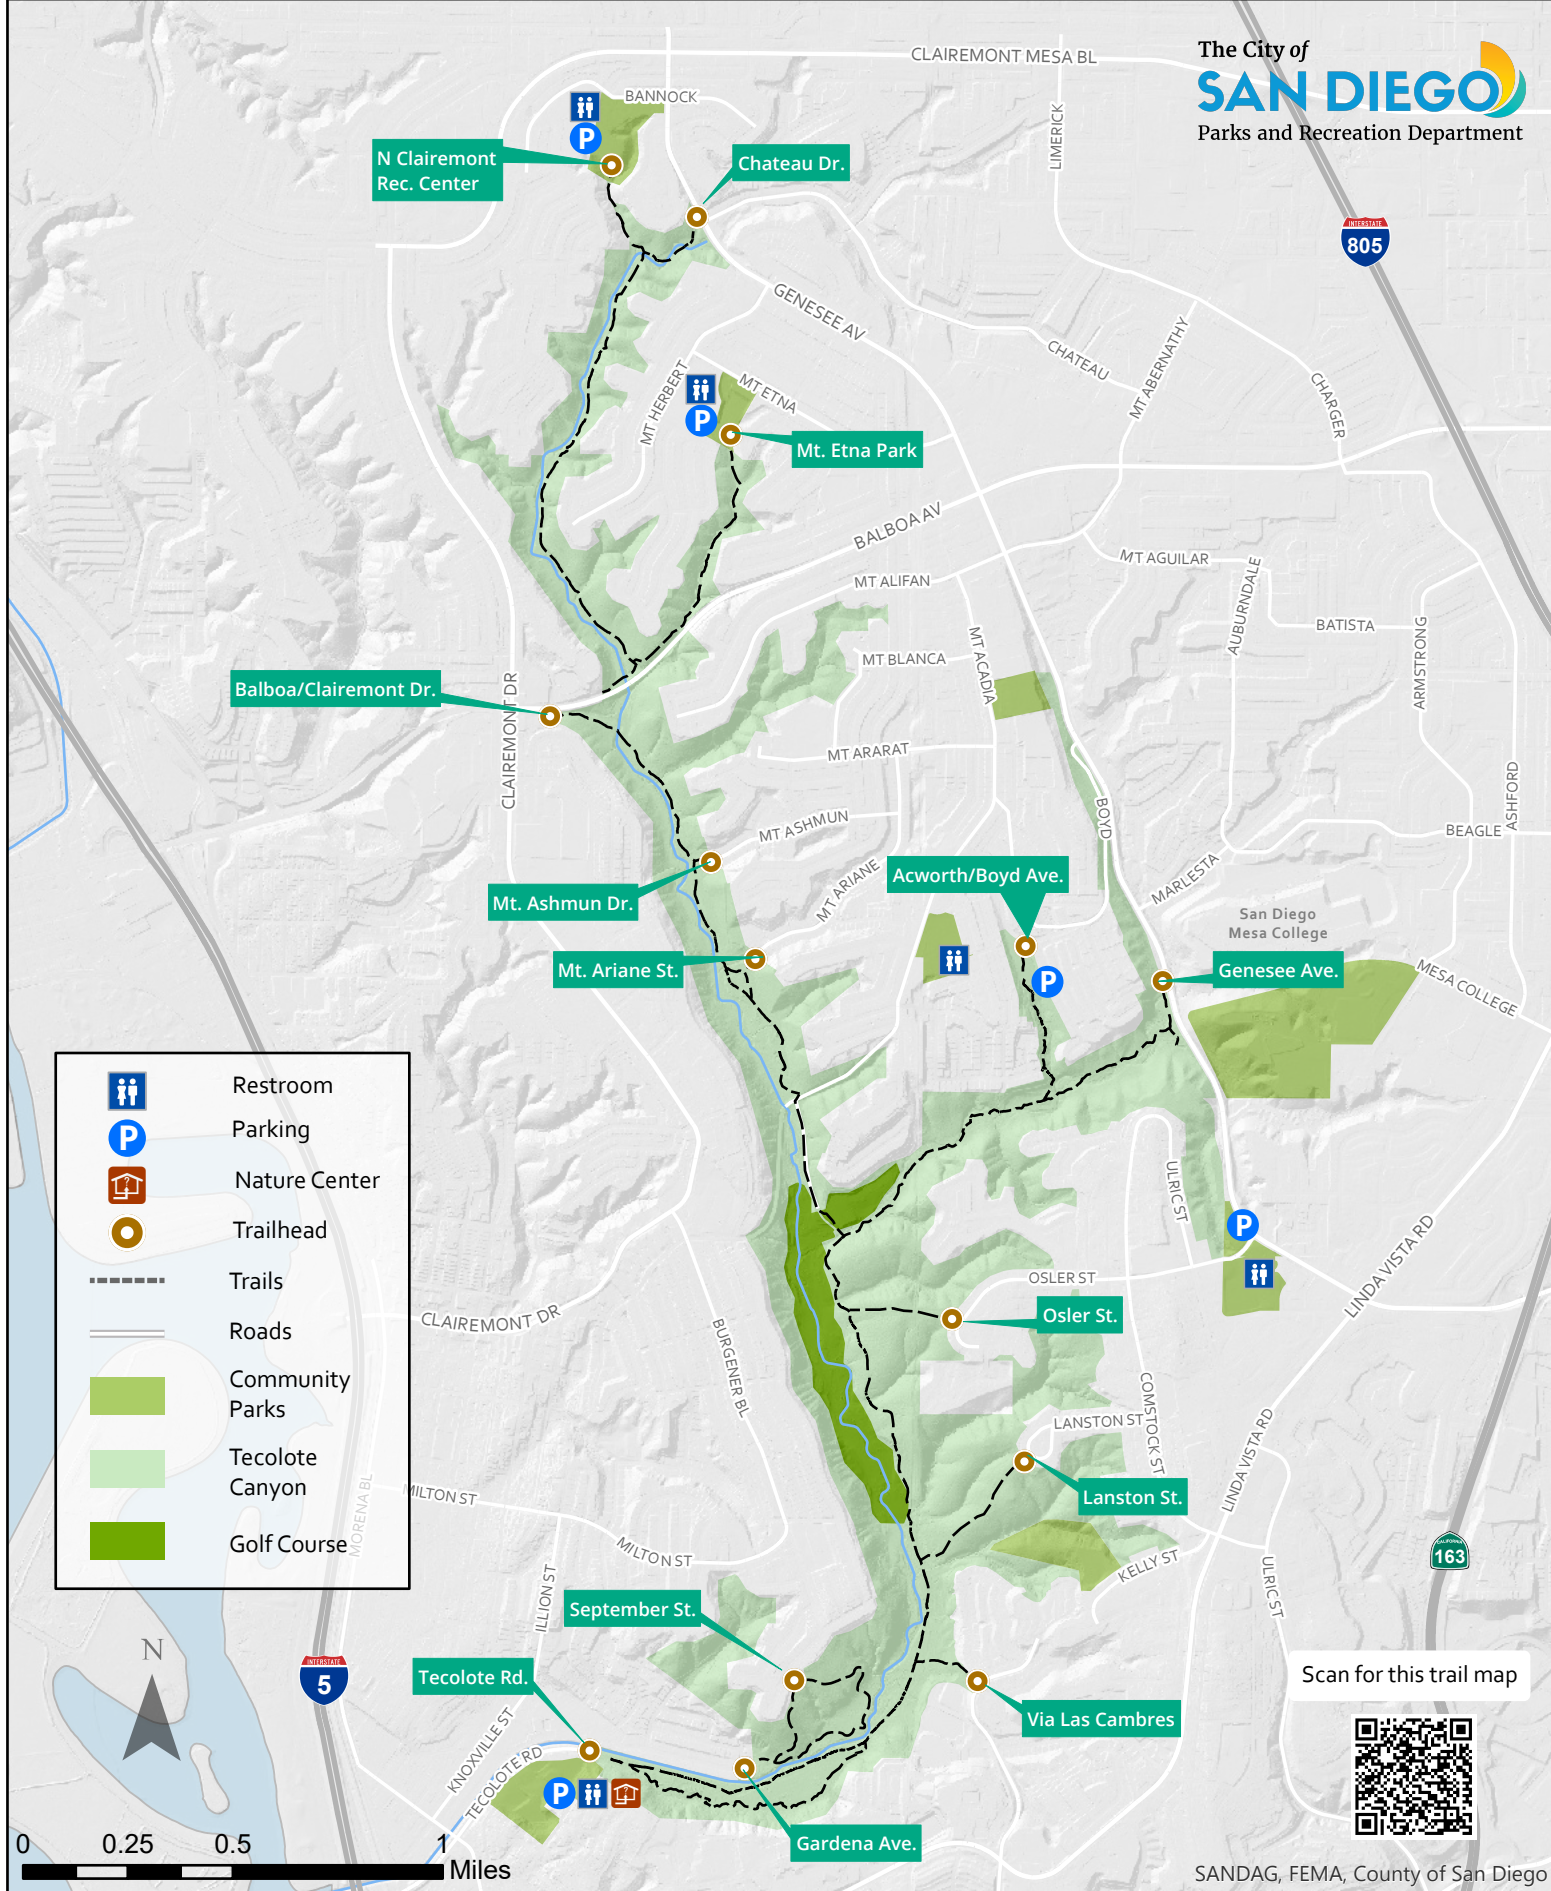 CLAIREMONT MESA BL
The City of
SAN DIEGO
Parks and Recreation Department
BANNOCK
LIMERICK
N Clairemont
Rec. Center
Chateau Dr.
INTERSTATE
805
GENESEE AV
CHATEAU
MT ABERNATHY
CHARGER
MT HERBERT
MT ETNA
Mt. Etna Park
BALBOA AV
MT AGUILAR
MT ALIFAN
AUBURNDALE
BATISTA
ARMSTRONG
MT ACADIA
MT BLANCA
Balboa/Clairemont Dr.
CLAIREMONT DR
MT ARARAT
BOYD
ASHFORD
BEAGLE
MT ASHMUN
MT ARIANE
MARLESTA
Acworth/Boyd Ave.
Mt. Ashmun Dr.
San Diego
Mesa College
Mt. Ariane St.
Genesee Ave.
MESA COLLEGE
P
P
P
Restroom
P
Parking
Nature Center
Trailhead
Trails
Roads
Community
Parks
Tecolote
Canyon
Golf Course
ULRIC ST
P
LINDA VISTA RD
OSLER ST
Osler St.
CLAIREMONT DR
BURGENER BL
COMSTOCK ST
LANSTON ST
LINDA VISTA RD
Lanston St.
MORENA BL
MILTON ST
MILTON ST
KELLY ST
CALIFORNIA
163
ILLION ST
ULRIC ST
September St.
N
INTERSTATE
5
Tecolote Rd.
Scan for this trail map
Via Las Cambres
KNOXVILLE ST
TECOLOTE RD
P
Gardena Ave.
0 0.25 0.5 1
Miles
SANDAG, FEMA, County of San Diego